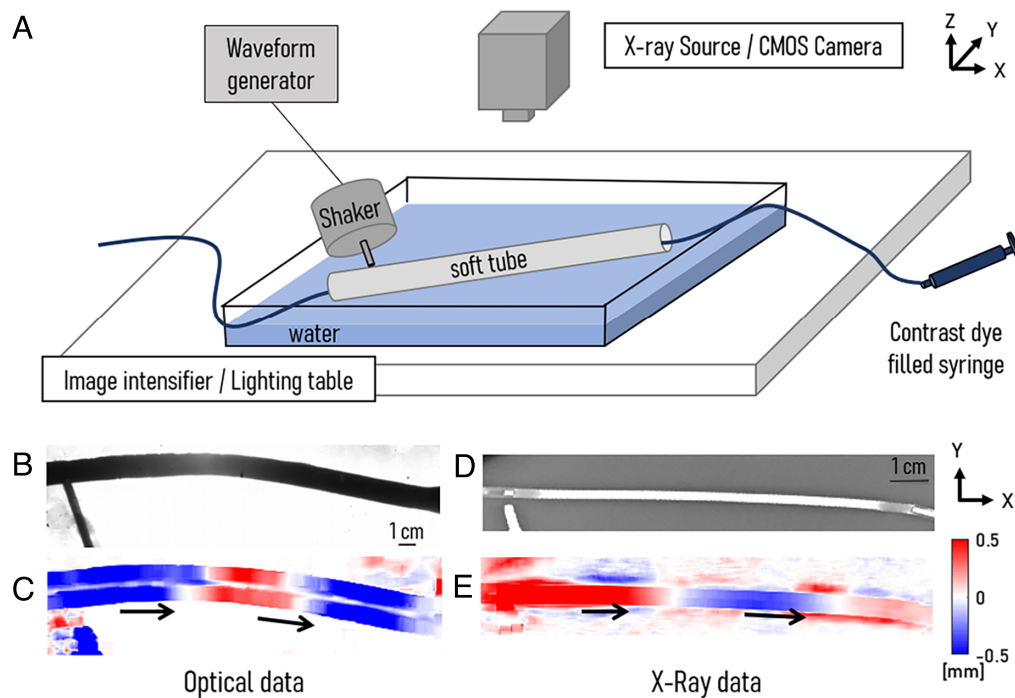 A
Waveform
generator
X-ray Source / CMOS Camera
Z
Y
X
Shaker
soft tube
water
Image intensifier / Lighting table
Contrast dye
filled syringe
B
1 cm
D
1 cm
Y
X
C
E
0.5
0
-0.5
[mm]
Optical data
X-Ray data